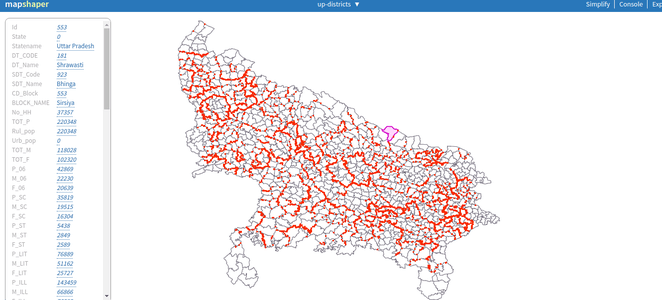 mapshaper
up-districts ▼
Simplify
Console
Exp
Id 553
State 0
Statename Uttar Pradesh
DT_CODE 181
DT_Name Shrawasti
SDT_Code 923
SDT_Name Bhinga
CD_Block 553
BLOCK_NAME Sirsiya
No_HH 37357
TOT_P 220348
Rul_pop 220348
Urb_pop 0
TOT_M 118028
TOT_F 102320
P_06 42869
M_06 22230
F_06 20639
P_SC 35819
M_SC 19515
F_SC 16304
P_ST 5438
M_ST 2849
F_ST 2589
P_LIT 76889
M_LIT 51162
F_LIT 25727
P_ILL 143459
M_ILL 66866